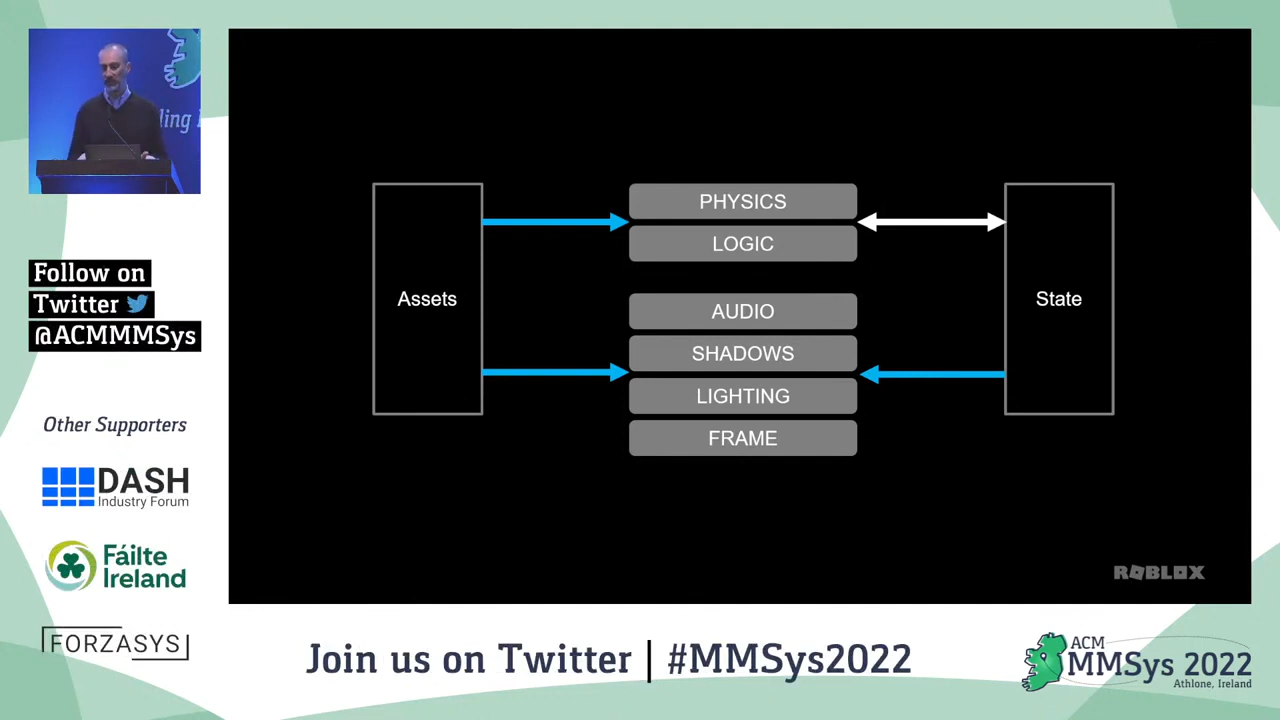 ling
Follow on
Twitter
@ACMMMSys
Other Supporters
DASH
Industry Forum
Fáilte
Ireland
FORZASYS
Assets
PHYSICS
LOGIC
AUDIO
SHADOWS
LIGHTING
FRAME
State
ROBLOX
Join us on Twitter | #MMSys2022
ACM
MMSys 2022
Athlone, Ireland